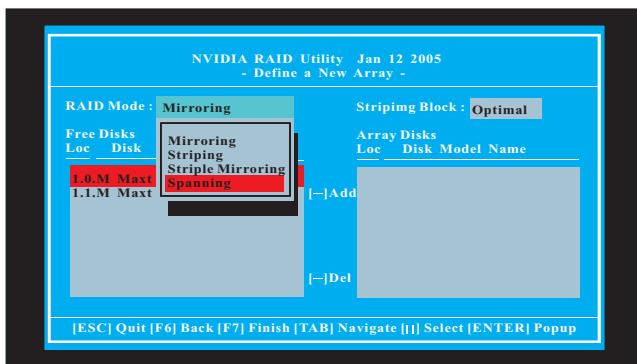 NVIDIA RAID Utility Jan 12 2005
- Define a New Array -
RAID Mode : Mirroring
Stripimg Block : Optimal
Mirroring
Striping
Striple Mirroring
Spanning
Free Disks
Loc Disk
1.0.M Maxt
1.1.M Maxt
Array Disks
Loc Disk Model Name
[—]Add
[—]Del
[ESC] Quit [F6] Back [F7] Finish [TAB] Navigate [||] Select [ENTER] Popup